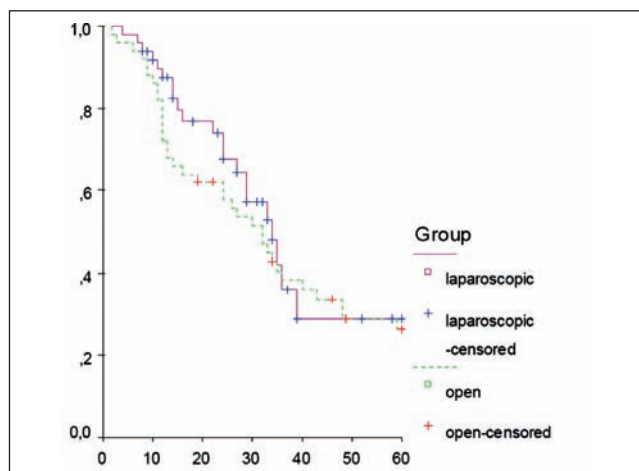 1,0
,8
,6
,4
,2
0,0
0 10 20 30 40 50 60
Group
laparoscopic
laparoscopic
-censored
open
open-censored